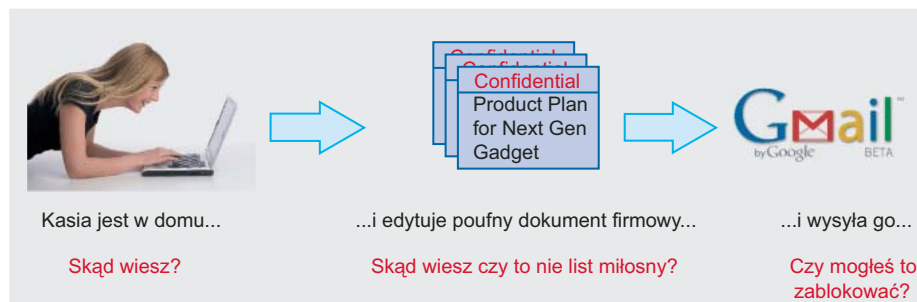 Confidential
Confidential
Confidential
Product Plan
for Next Gen
Gadget
Gmail™
by Google BETA
Kasia jest w domu...
...i edytuje poufny dokument firmowy...
...i wysyła go...
Skąd wiesz?
Skąd wiesz czy to nie list miłosny?
Czy mogłeś to
zablokować?